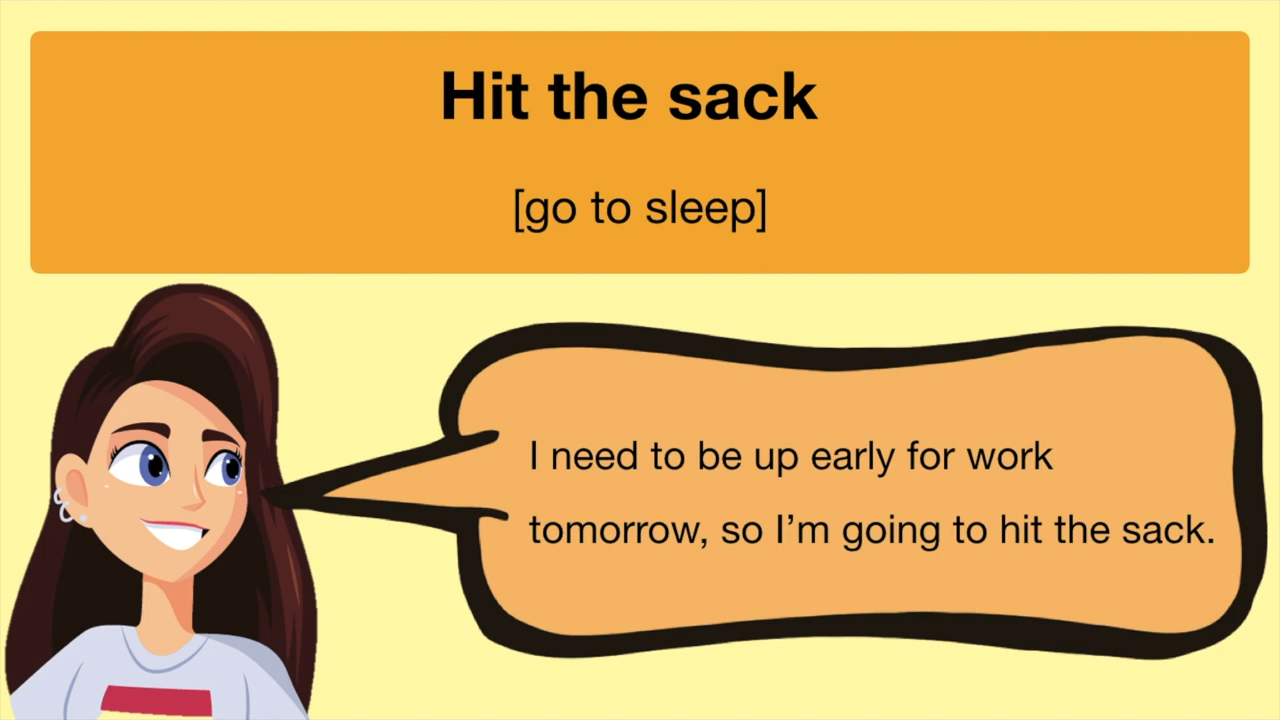 Hit the sack
[go to sleep]
I need to be up early for work
tomorrow, so I’m going to hit the sack.